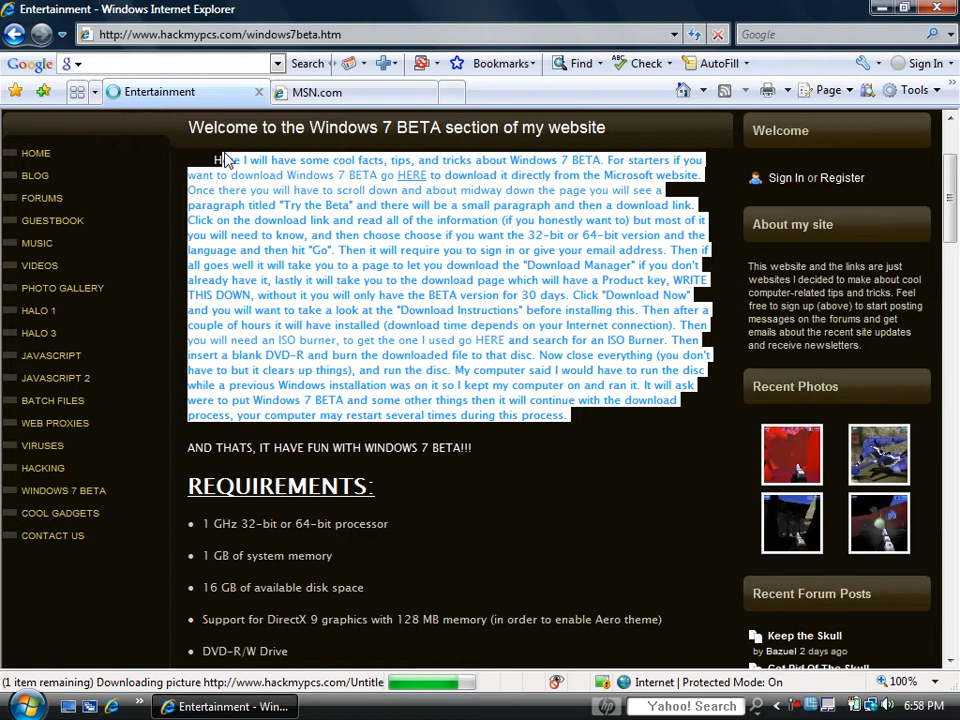 Entertainment - Windows Internet Explorer
http://www.hackmypcs.com/windows7beta.htm
Google
Google
Search
Bookmarks
Find
Check
AutoFill
Sign In
Entertainment
MSN.com
Page
Tools
Welcome to the Windows 7 BETA section of my website
I will have some cool facts, tips, and tricks about Windows 7 BETA. For starters if you
want to download Windows 7 BETA go HERE to download it directly from the Microsoft website.
Once there you will have to scroll down and about midway down the page you will see a
paragraph titled "Try the Beta" and there will be a small paragraph and then a download link.
Click on the download link and read all of the information (if you honestly want to) but most of it
you will need to know, and then choose choose if you want the 32-bit or 64-bit version and the
language and then hit "Go". Then it will require you to sign in or give your email address. Then if
all goes well it will take you to a page to let you download the "Download Manager" if you don't
already have it, lastly it will take you to the download page which will have a Product key, WRITE
THIS DOWN, without it you will only have the BETA version for 30 days. Click "Download Now"
and you will want to take a look at the "Download Instructions" before installing this. Then after a
couple of hours it will have installed (download time depends on your Internet connection). Then
you will need an ISO burner, to get the one I used go HERE and search for an ISO Burner. Then
insert a blank DVD-R and burn the downloaded file to that disc. Now close everything (you don't
have to but it clears up things), and run the disc. My computer said I would have to run the disc
while a previous Windows installation was on it so I kept my computer on and ran it. It will ask
were to put Windows 7 BETA and some other things then it will continue with the download
process, your computer may restart several times during this process.
AND THATS, IT HAVE FUN WITH WINDOWS 7 BETA!!!
REQUIREMENTS:
1 GHz 32-bit or 64-bit processor
1 GB of system memory
16 GB of available disk space
Support for DirectX 9 graphics with 128 MB memory (in order to enable Aero theme)
DVD-R/W Drive
HOME
BLOG
FORUMS
GUESTBOOK
MUSIC
VIDEOS
PHOTO GALLERY
HALO 1
HALO 3
JAVASCRIPT
JAVASCRIPT 2
BATCH FILES
WEB PROXIES
VIRUSES
HACKING
WINDOWS 7 BETA
COOL GADGETS
CONTACT US
Welcome
Sign In or Register
About my site
This website and the links are just
websites I decided to make about cool
computer-related tips and tricks. Feel
free to sign up (above) to start posting
messages on the forums and get
emails about the recent site updates
and receive newsletters.
Recent Photos
Recent Forum Posts
Keep the Skull
by Bazuel 2 days ago
Get Rid Of The Skull
(1 item remaining) Downloading picture http://www.hackmypcs.com/Untitle
Internet | Protected Mode: On
100%
Entertainment - Win...
hp
Yahoo! Search
6:58 PM